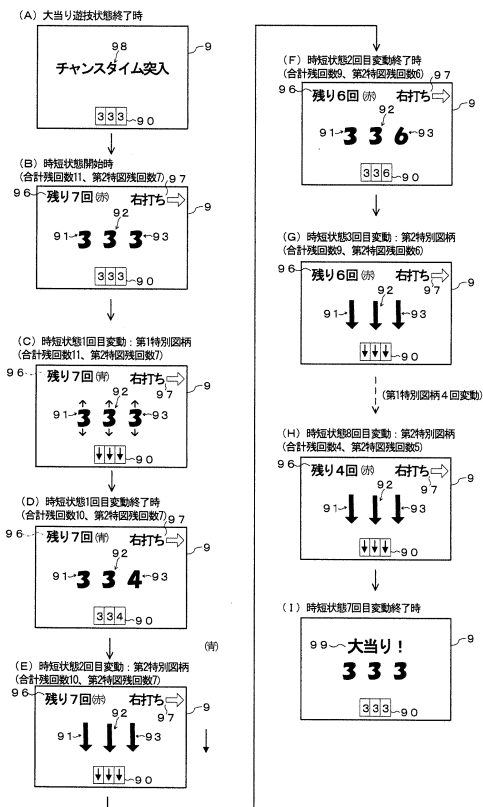 (A) 大当り遊技状態終了時
98
9
チャンスタイム突入
333
90
(B) 時短状態開始時
(合計残回数11、第2特図残回数7)
97
96
残り7回(赤)
右打ち
9
92
91
3 3 3
93
333
90
(C) 時短状態1回目変動：第1特別図柄
(合計残回数11、第2特図残回数7)
96
残り7回(青)
右打ち
9
92
97
91
3 3 3
93
90
(D) 時短状態1回目変動終了時
(合計残回数10、第2特図残回数7)
97
96
残り7回(青)
右打ち
9
92
91
3 3 4
93
334
90
(青)
(E) 時短状態2回目変動：第2特別図柄
(合計残回数10、第2特図残回数7)
96
残り7回(赤)
右打ち
9
92
97
91
93
90
(F) 時短状態2回目変動終了時
(合計残回数9、第2特図残回数6)
97
96
残り6回(赤)
右打ち
9
92
91
3 3 6
93
336
90
(G) 時短状態3回目変動：第2特別図柄
(合計残回数9、第2特図残回数6)
96
残り6回(赤)
右打ち
9
92
97
91
93
90
(第1特別図柄4回変動)
(H) 時短状態8回目変動：第2特別図柄
(合計残回数4、第2特図残回数5)
96
残り4回(赤)
右打ち
9
92
97
91
93
90
(I) 時短状態7回目変動終了時
99
大当り！
9
3 3 3
333
90